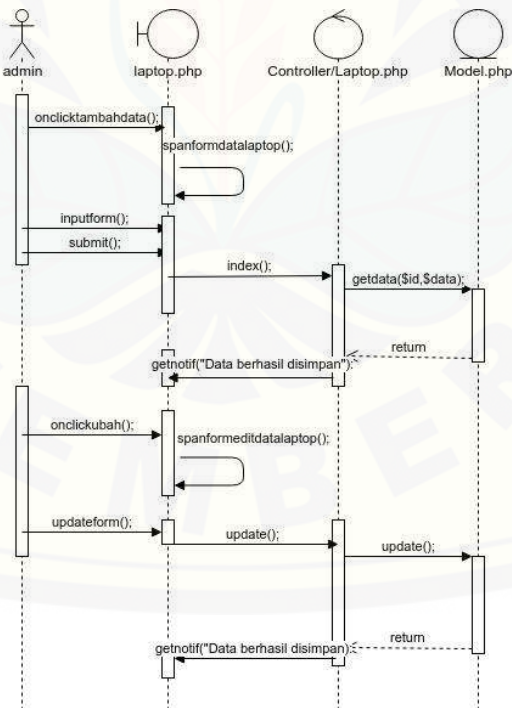 admin
laptop.php
Controller/Laptop.php
Model.php
onclicktambahdata();
spanformdatalaptop();
inputform();
submit();
index();
getdata($id,$data);
return
getnotif("Data berhasil disimpan");
onclickubah();
spanformeditdatalaptop();
updateform();
update();
update();
return
getnotif("Data berhasil disimpan);
EMBER